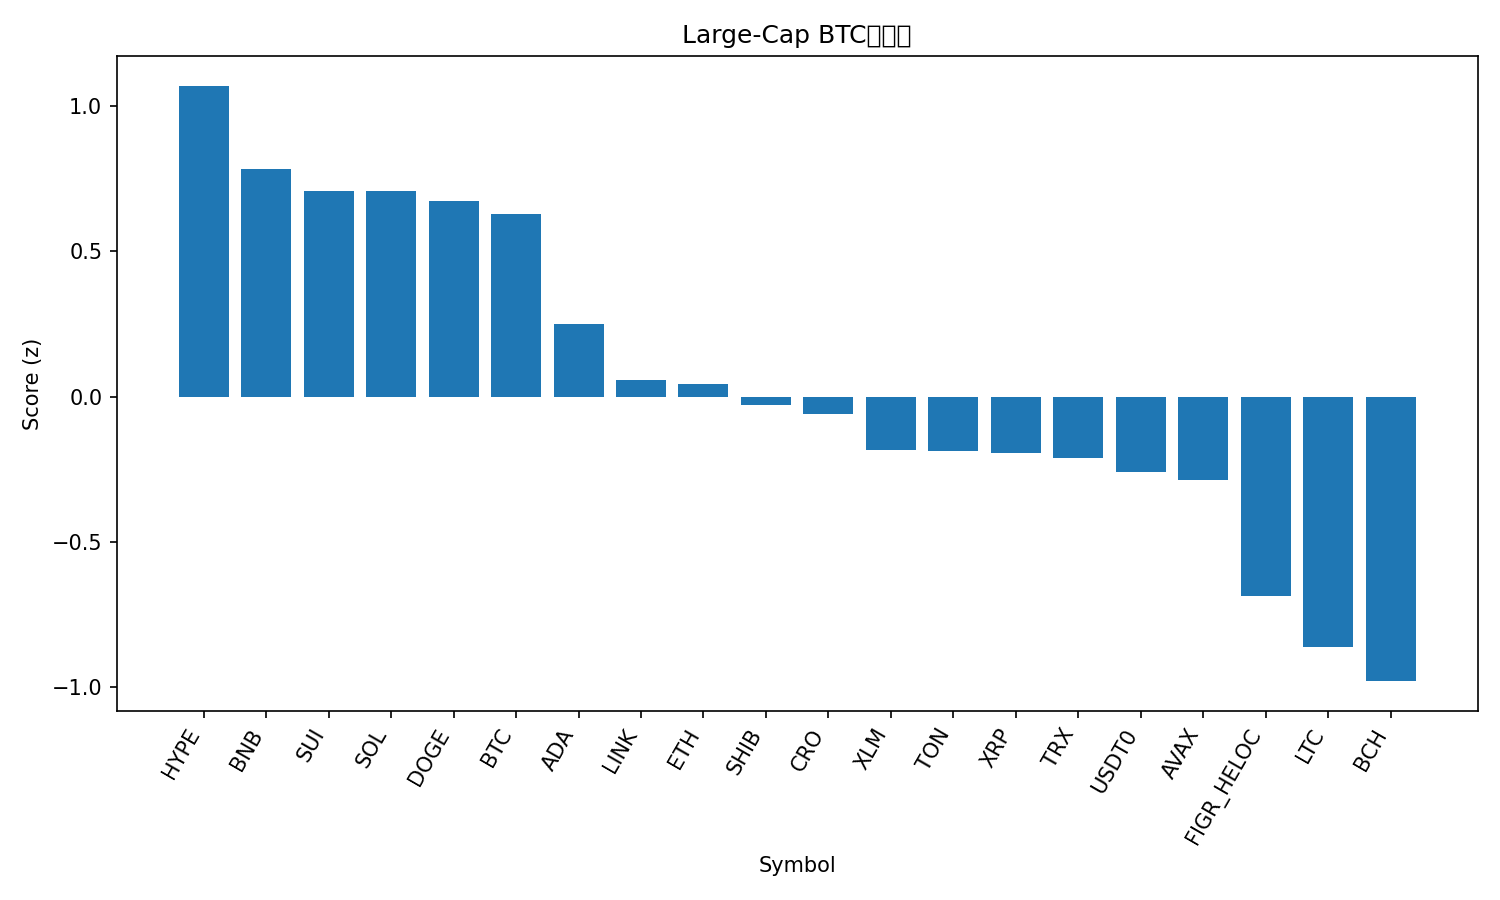 Large-Cap BTC
1.0
0.5
0.0
−0.5
−1.0
Score (z)
HYPE
BNB
SUI
SOL
DOGE
BTC
ADA
LINK
ETH
SHIB
CRO
XLM
TON
XRP
TRX
USDT0
AVAX
FIGR_HELOC
LTC
BCH
Symbol